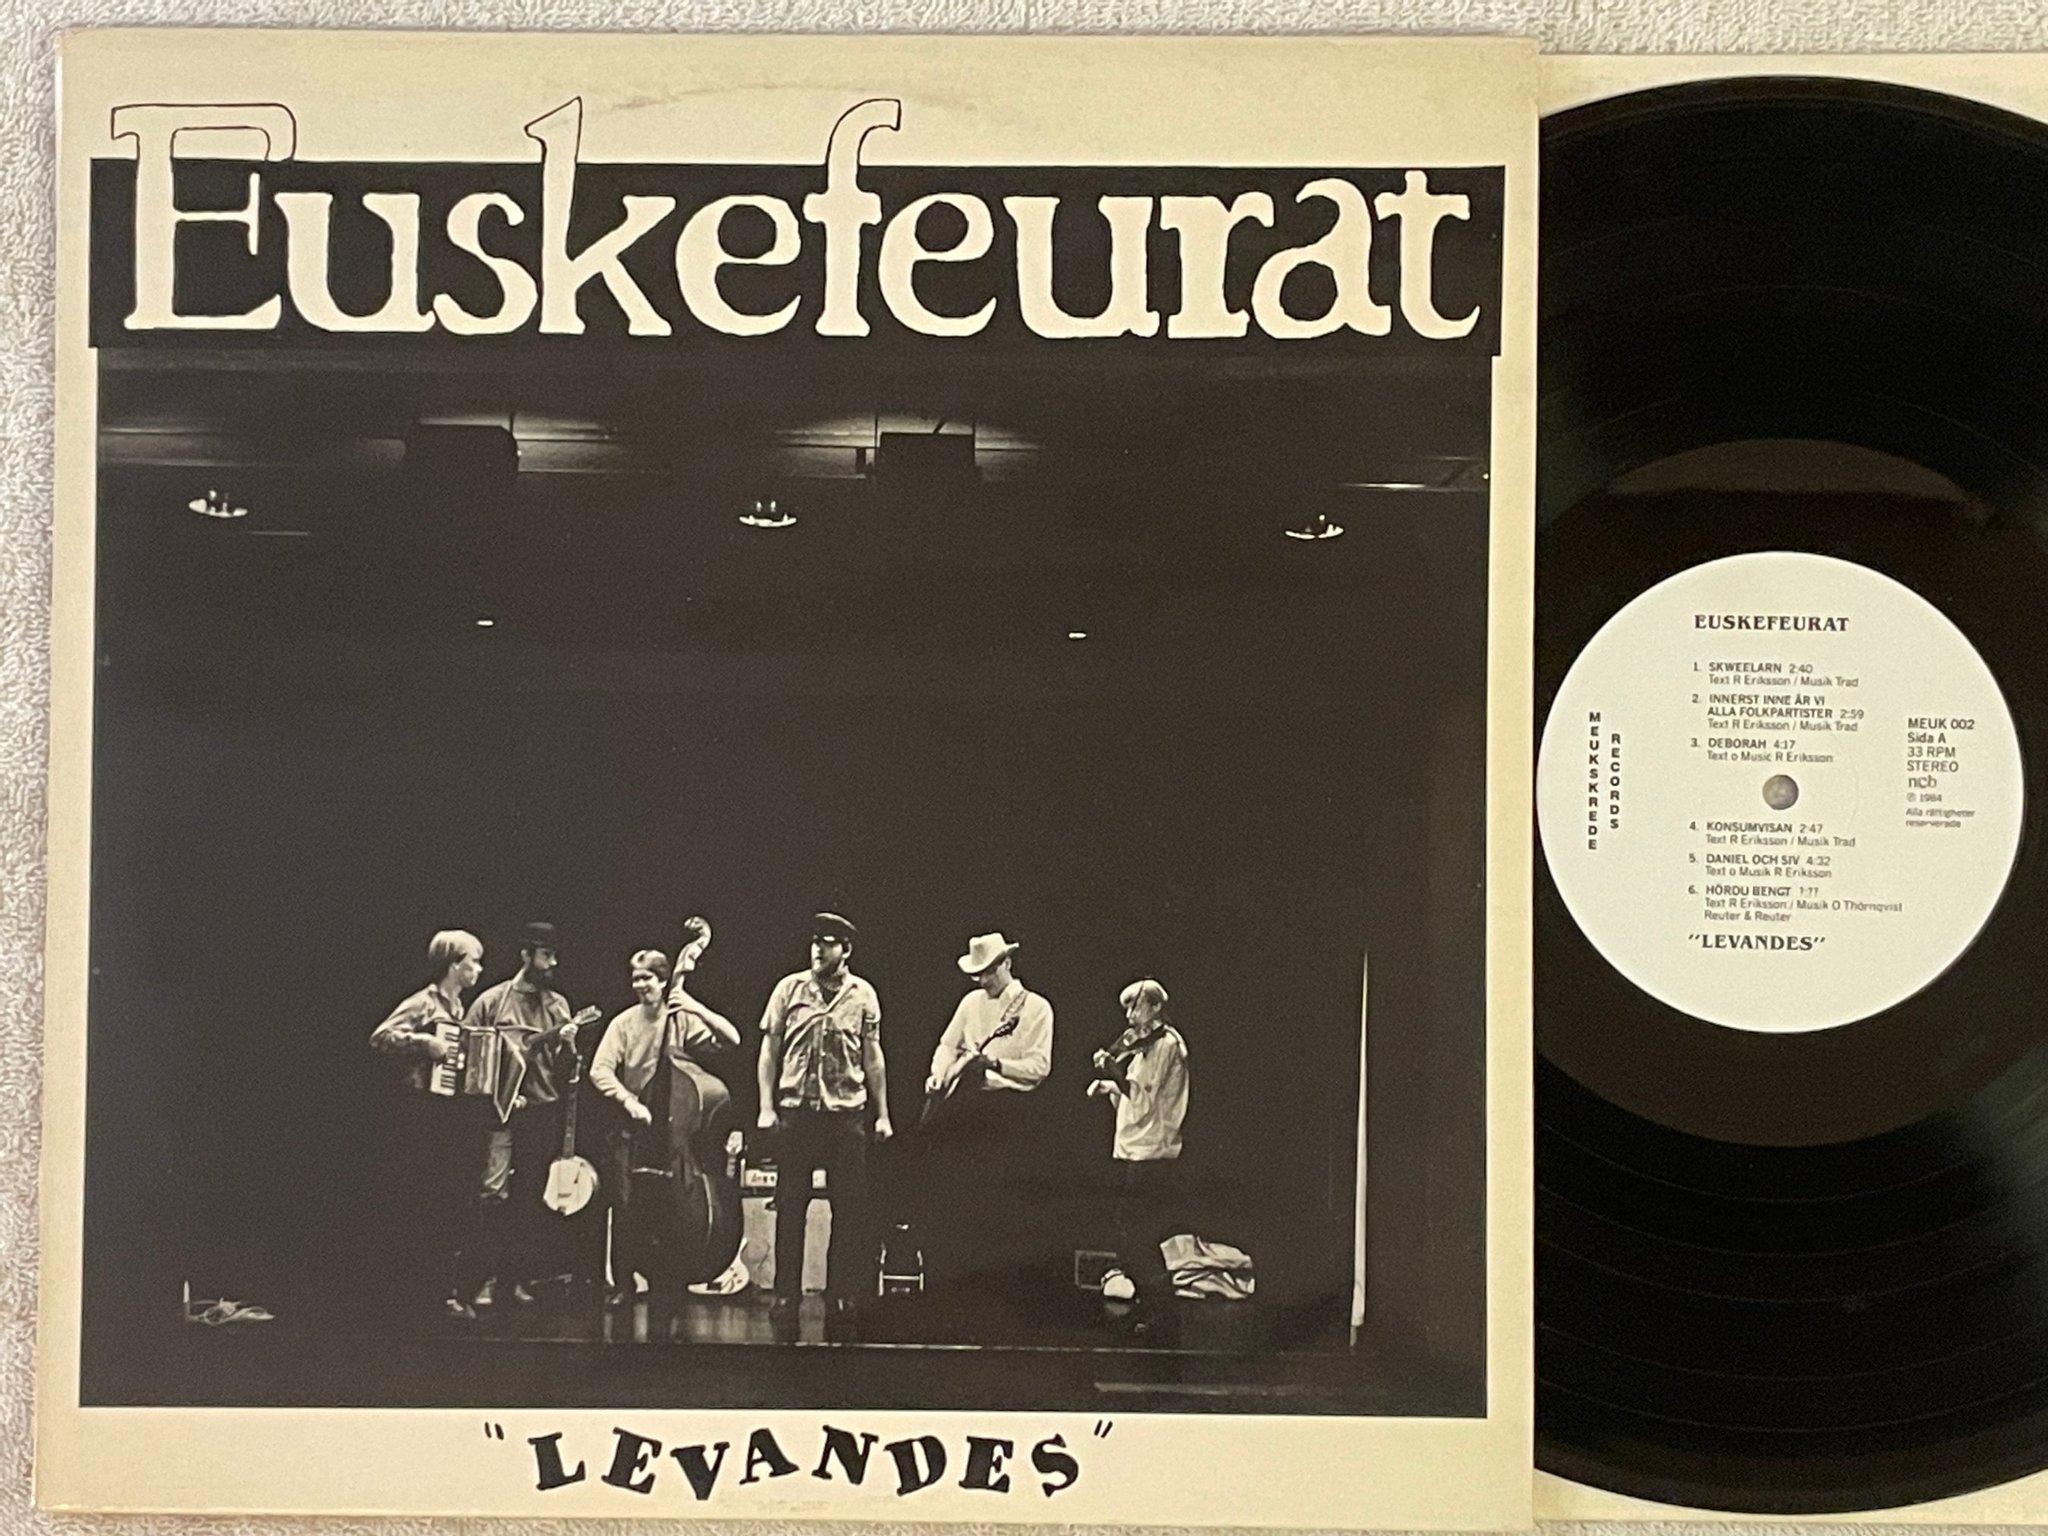 Euskefeurat
"LEVANDES"
EUSKEFEURAT
1. SKWEELARN 2:40
Text R Eriksson / Musik Trad
2. INNERST INNE ÄR VI
ALLA FOLKPARTISTER 2:59
Text R Eriksson / Musik Trad
3. DEBORAH 4:17
Text o Music R Eriksson
4. KONSUMVISAN 2:47
Text R Eriksson / Musik Trad
5. DANIEL OCH SIV 4:32
Text o Musik R Eriksson
6. HÖRDU BENGT
Text R Eriksson / Musik O Thörnqvist
Reuter & Reuter
"LEVANDES"
MEUKSKREDE
RECORDS
MEUK 002
Sida A
33 RPM
STEREO
ncb
℗ 1984
Alla rättigheter
reserverade